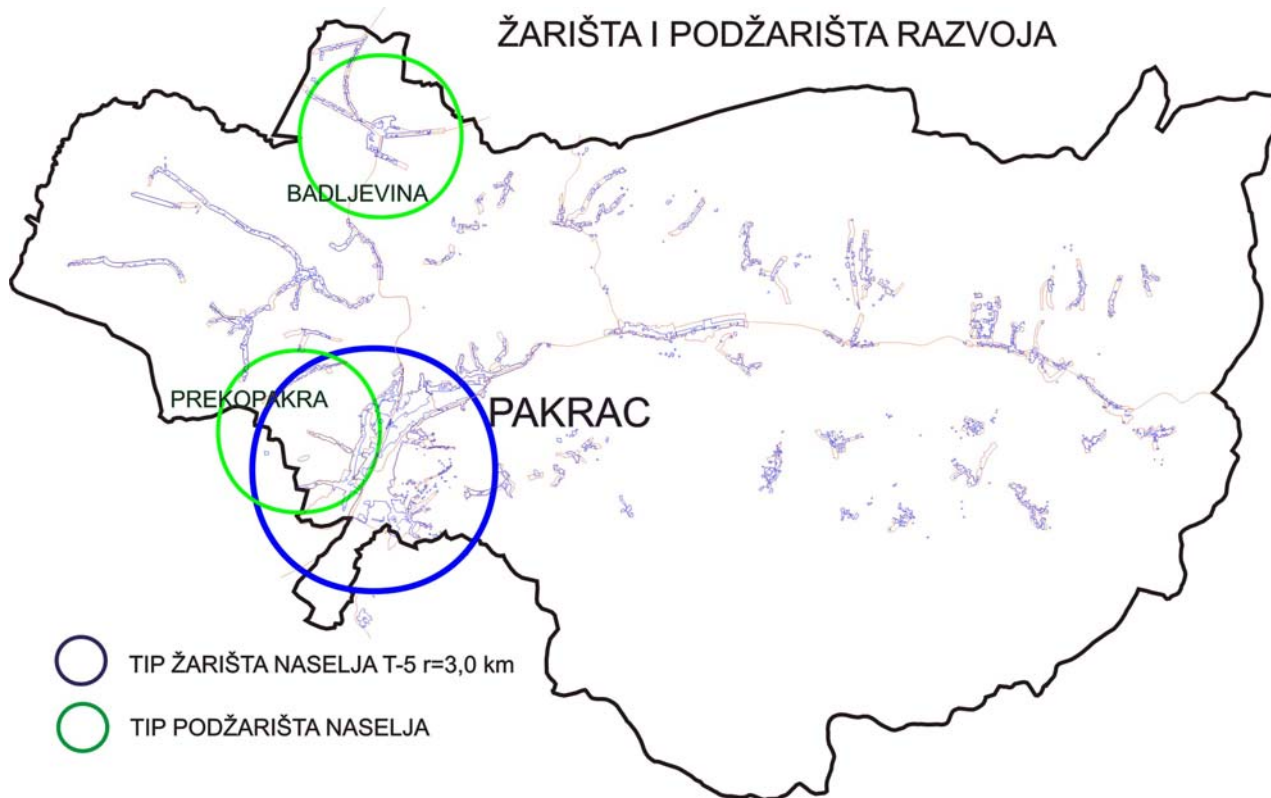 ŽARIŠTA I PODŽARIŠTA RAZVOJA
BADLJEVINA
PREKOPAKRA
PAKRAC
TIP ŽARIŠTA NASELJA T-5 r=3,0 km
TIP PODŽARIŠTA NASELJA